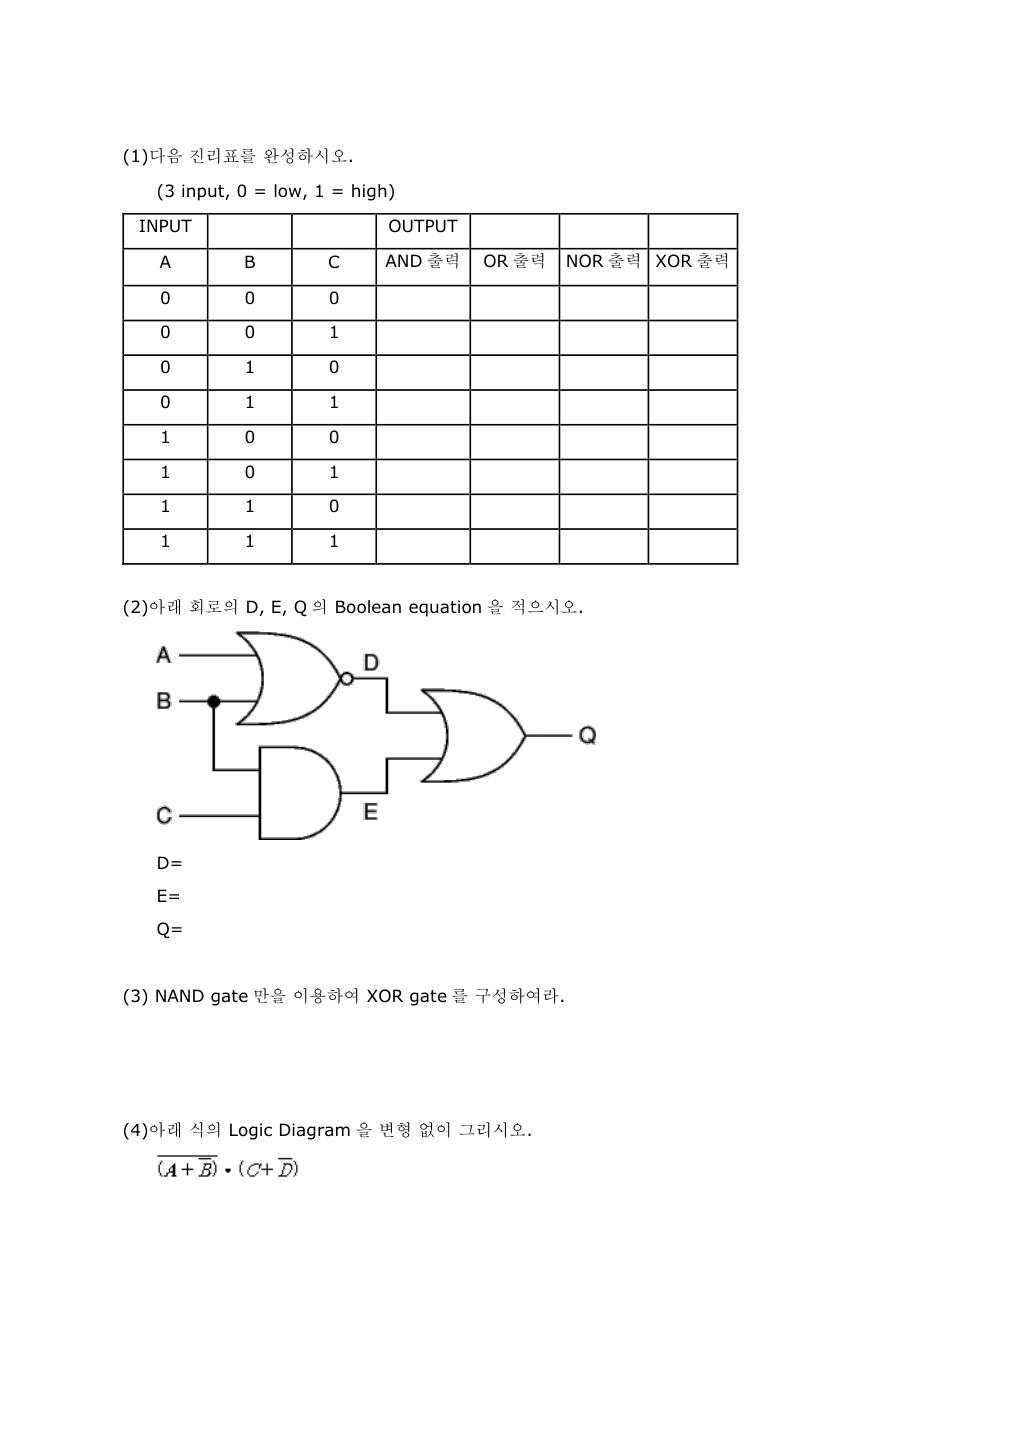 (1)다음 진리표를 완성하시오.
(3 input, 0 = low, 1 = high)
INPUT OUTPUT
A B C AND 출력 OR 출력 NOR 출력 XOR 출력
0 0 0
0 0 1
0 1 0
0 1 1
1 0 0
1 0 1
1 1 0
1 1 1
(2)아래 회로의 D, E, Q 의 Boolean equation 을 적으시오.
A
D
B
Q
E
C
D=
E=
Q=
(3) NAND gate 만을 이용하여 XOR gate 를 구성하여라.
(4)아래 식의 Logic Diagram 을 변형 없이 그리시오.
$\overline{(A+\overline{B})}•(C+\overline{D})$